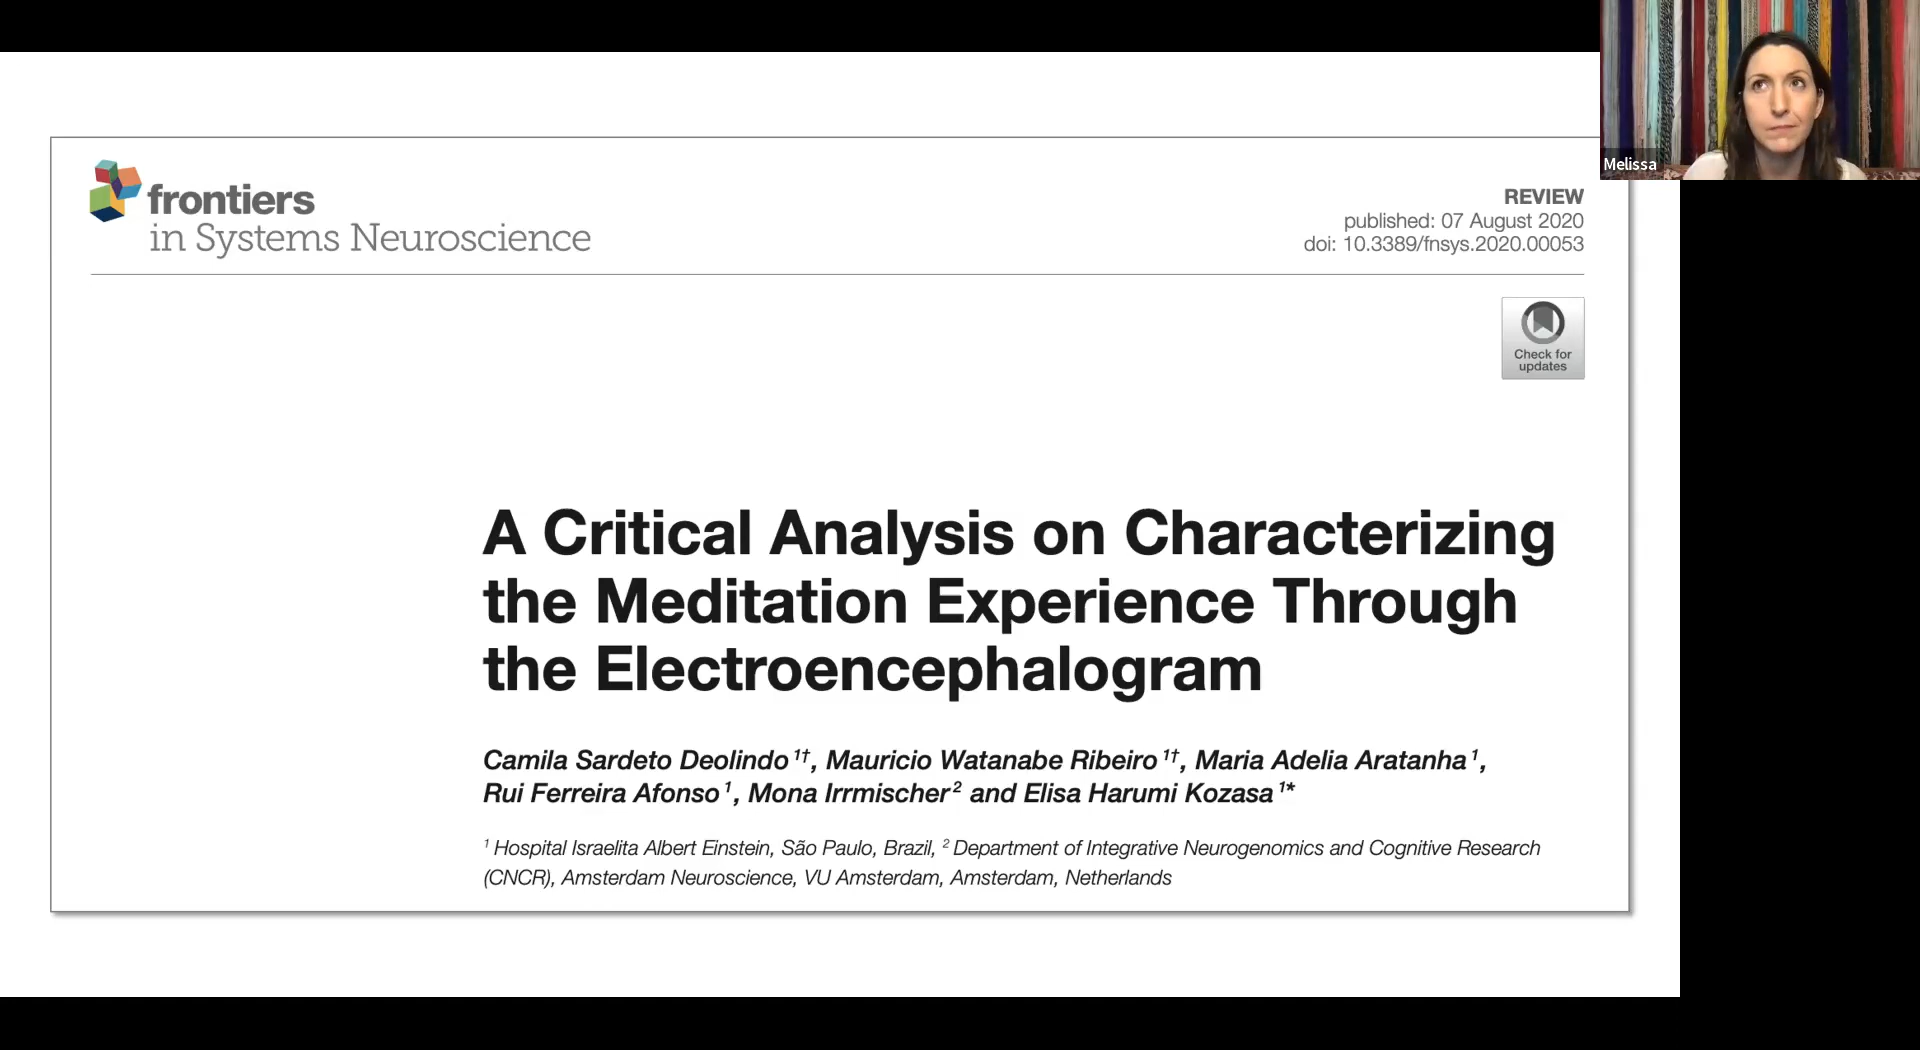 Melissa
frontiers
in Systems Neuroscience
REVIEW
published: 07 August 2020
doi: 10.3389/fnsys.2020.00053
Check for
updates
A Critical Analysis on Characterizing
the Meditation Experience Through
the Electroencephalogram
Camila Sardeto Deolindo 1†, Mauricio Watanabe Ribeiro 1†, Maria Adelia Aratanha 1,
Rui Ferreira Afonso 1, Mona Irrmischer 2 and Elisa Harumi Kozasa 1*
1 Hospital Israelita Albert Einstein, São Paulo, Brazil, 2 Department of Integrative Neurogenomics and Cognitive Research
(CNCR), Amsterdam Neuroscience, VU Amsterdam, Amsterdam, Netherlands